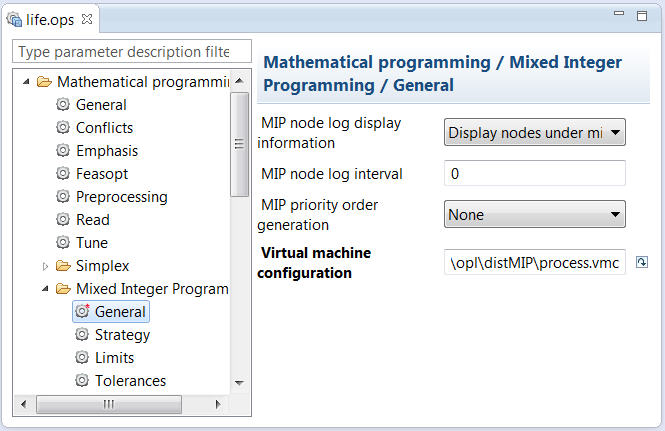 life.ops
Type parameter description filte
Mathematical programmi
General
Conflicts
Emphasis
Feasopt
Preprocessing
Read
Tune
Simplex
Mixed Integer Program
General
Strategy
Limits
Tolerances
Mathematical programming / Mixed Integer
Programming / General
MIP node log display
information
Display nodes under mi
MIP node log interval
0
MIP priority order
generation
None
Virtual machine
configuration
\opl\distMIP\process.vmc